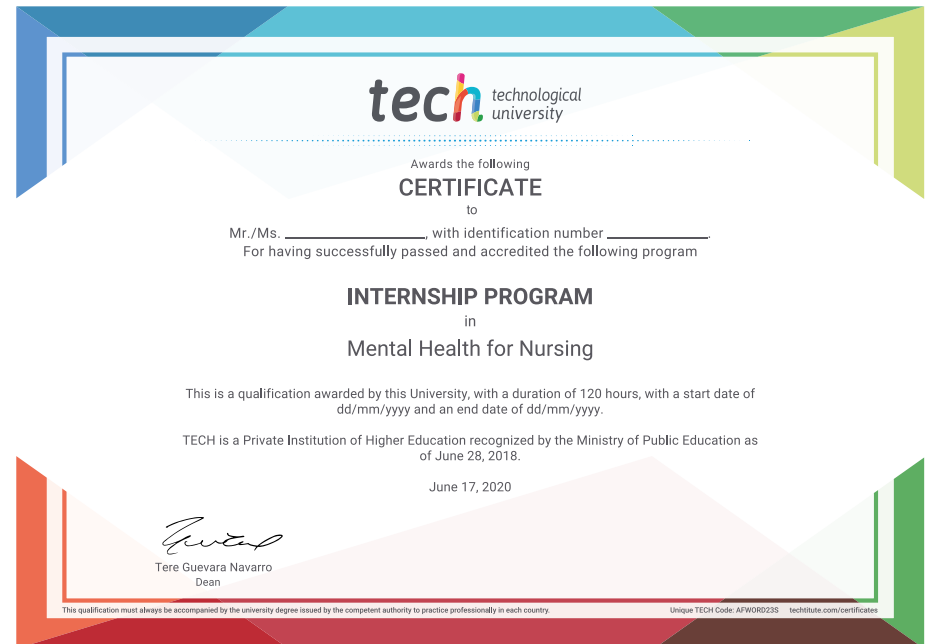 tech technological
university
Awards the following
CERTIFICATE
to
Mr./Ms. ____________________, with identification number ______________.
For having successfully passed and accredited the following program
INTERNSHIP PROGRAM
in
Mental Health for Nursing
This is a qualification awarded by this University, with a duration of 120 hours, with a start date of
dd/mm/yyyy and an end date of dd/mm/yyyy.
TECH is a Private Institution of Higher Education recognized by the Ministry of Public Education as
of June 28, 2018.
June 17, 2020
Tere Guevara Navarro
Dean
This qualification must always be accompanied by the university degree issued by the competent authority to practice professionally in each country.
Unique TECH Code: AFWORD23S techtitute.com/certificates